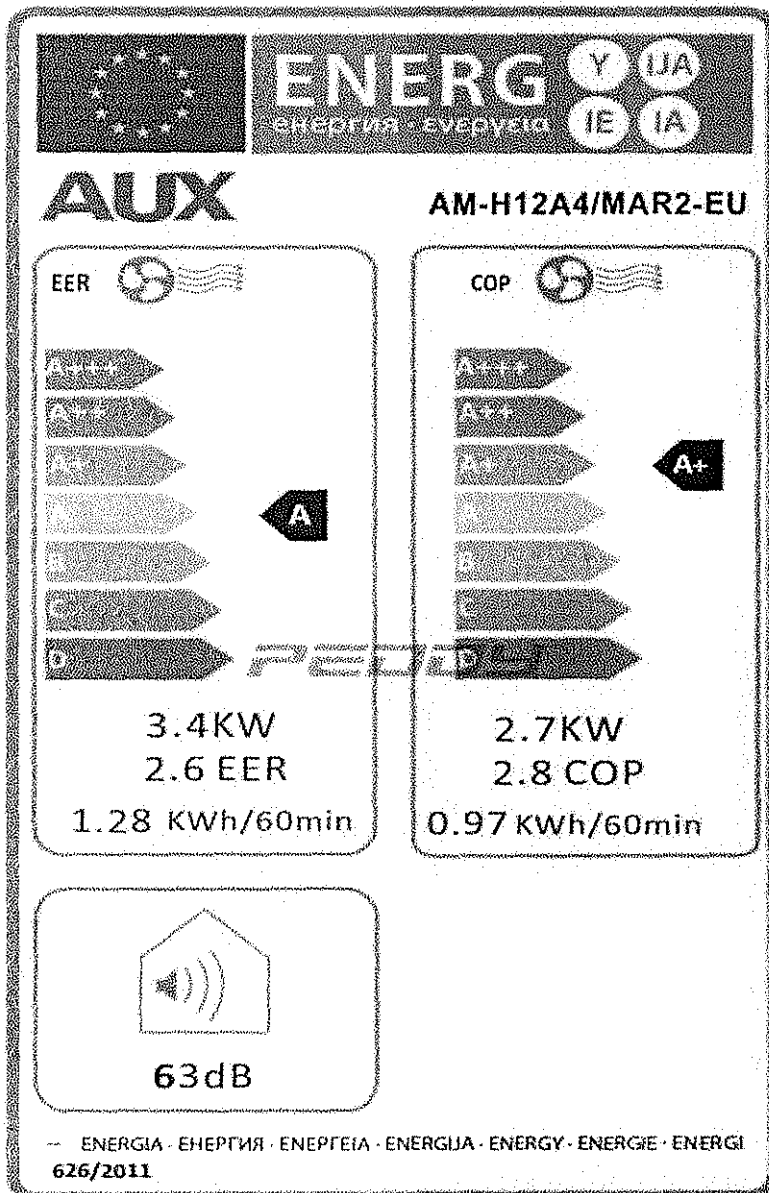 ENERG
Y
IJA
IE
IA
енергия · ενεργεια
AUX
AM-H12A4/MAR2-EU
EER
A+++
A++
A+
A
B
C
D
A
3.4KW
2.6 EER
1.28 KWh/60min
COP
A+++
A++
A+
A
B
C
D
A+
2.7KW
2.8 COP
0.97 KWh/60min
PEDDY
63dB
– ENERGIA · ЕНЕРГИЯ · ΕΝΕΡΓΕΙΑ · ENERGIJA · ENERGY · ENERGIE · ENERGI
626/2011